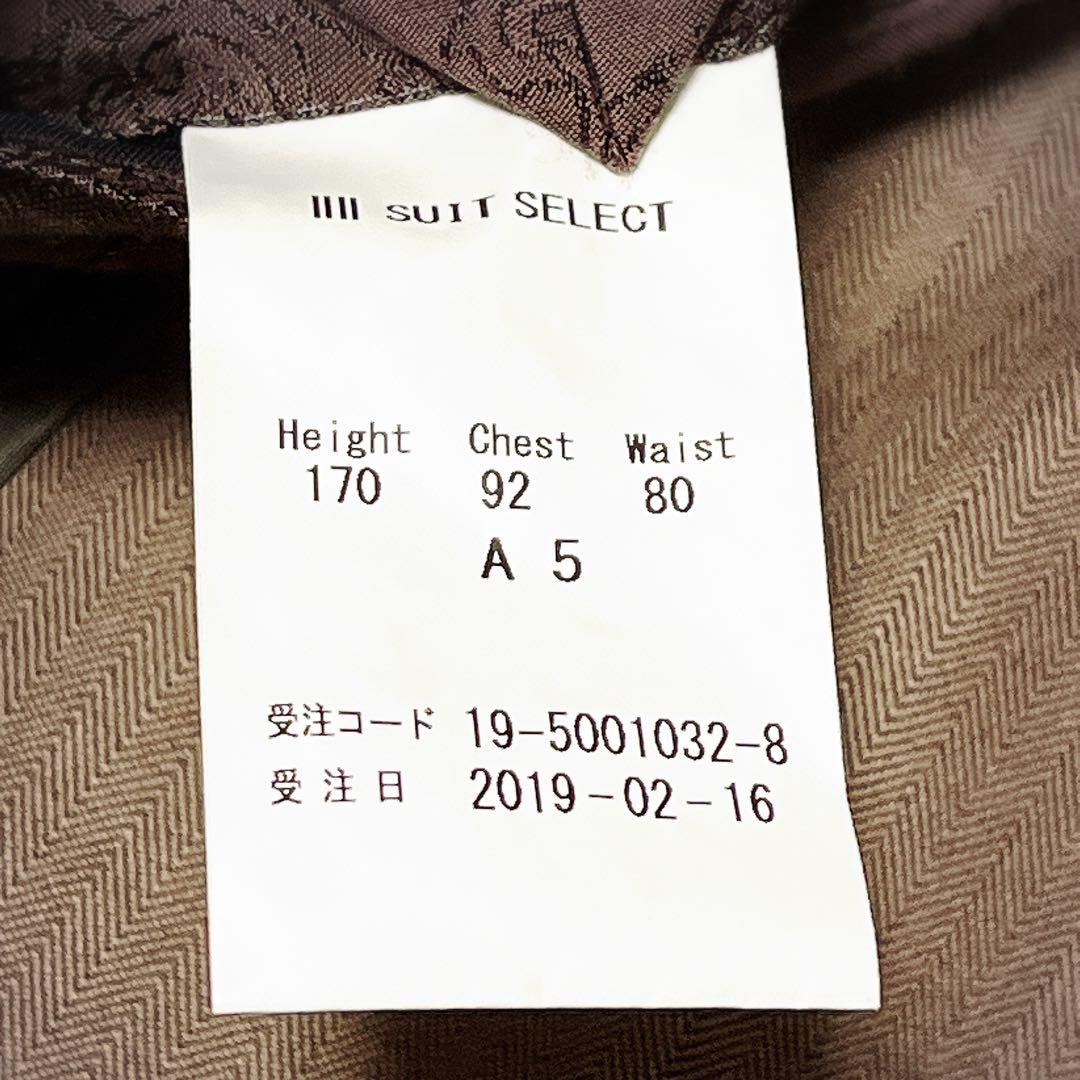 SUIT SELECT
Height Chest Waist
170 92 80
A 5
受注コード 19-5001032-8
受注日 2019-02-16